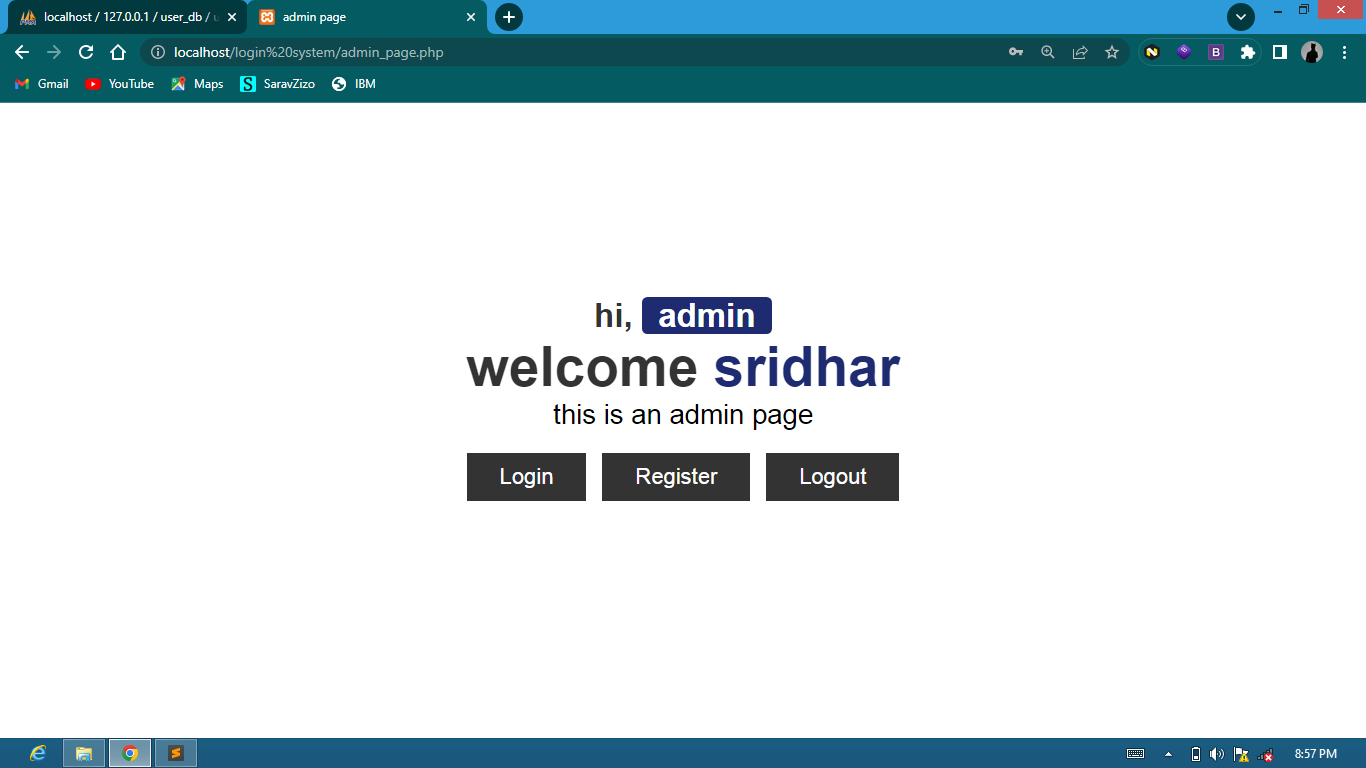 localhost / 127.0.0.1 / user_db / u
admin page
localhost/login%20system/admin_page.php
B
Gmail
YouTube
Maps
S SaravZizo
IBM
hi, admin
welcome sridhar
this is an admin page
Login
Register
Logout
8:57 PM